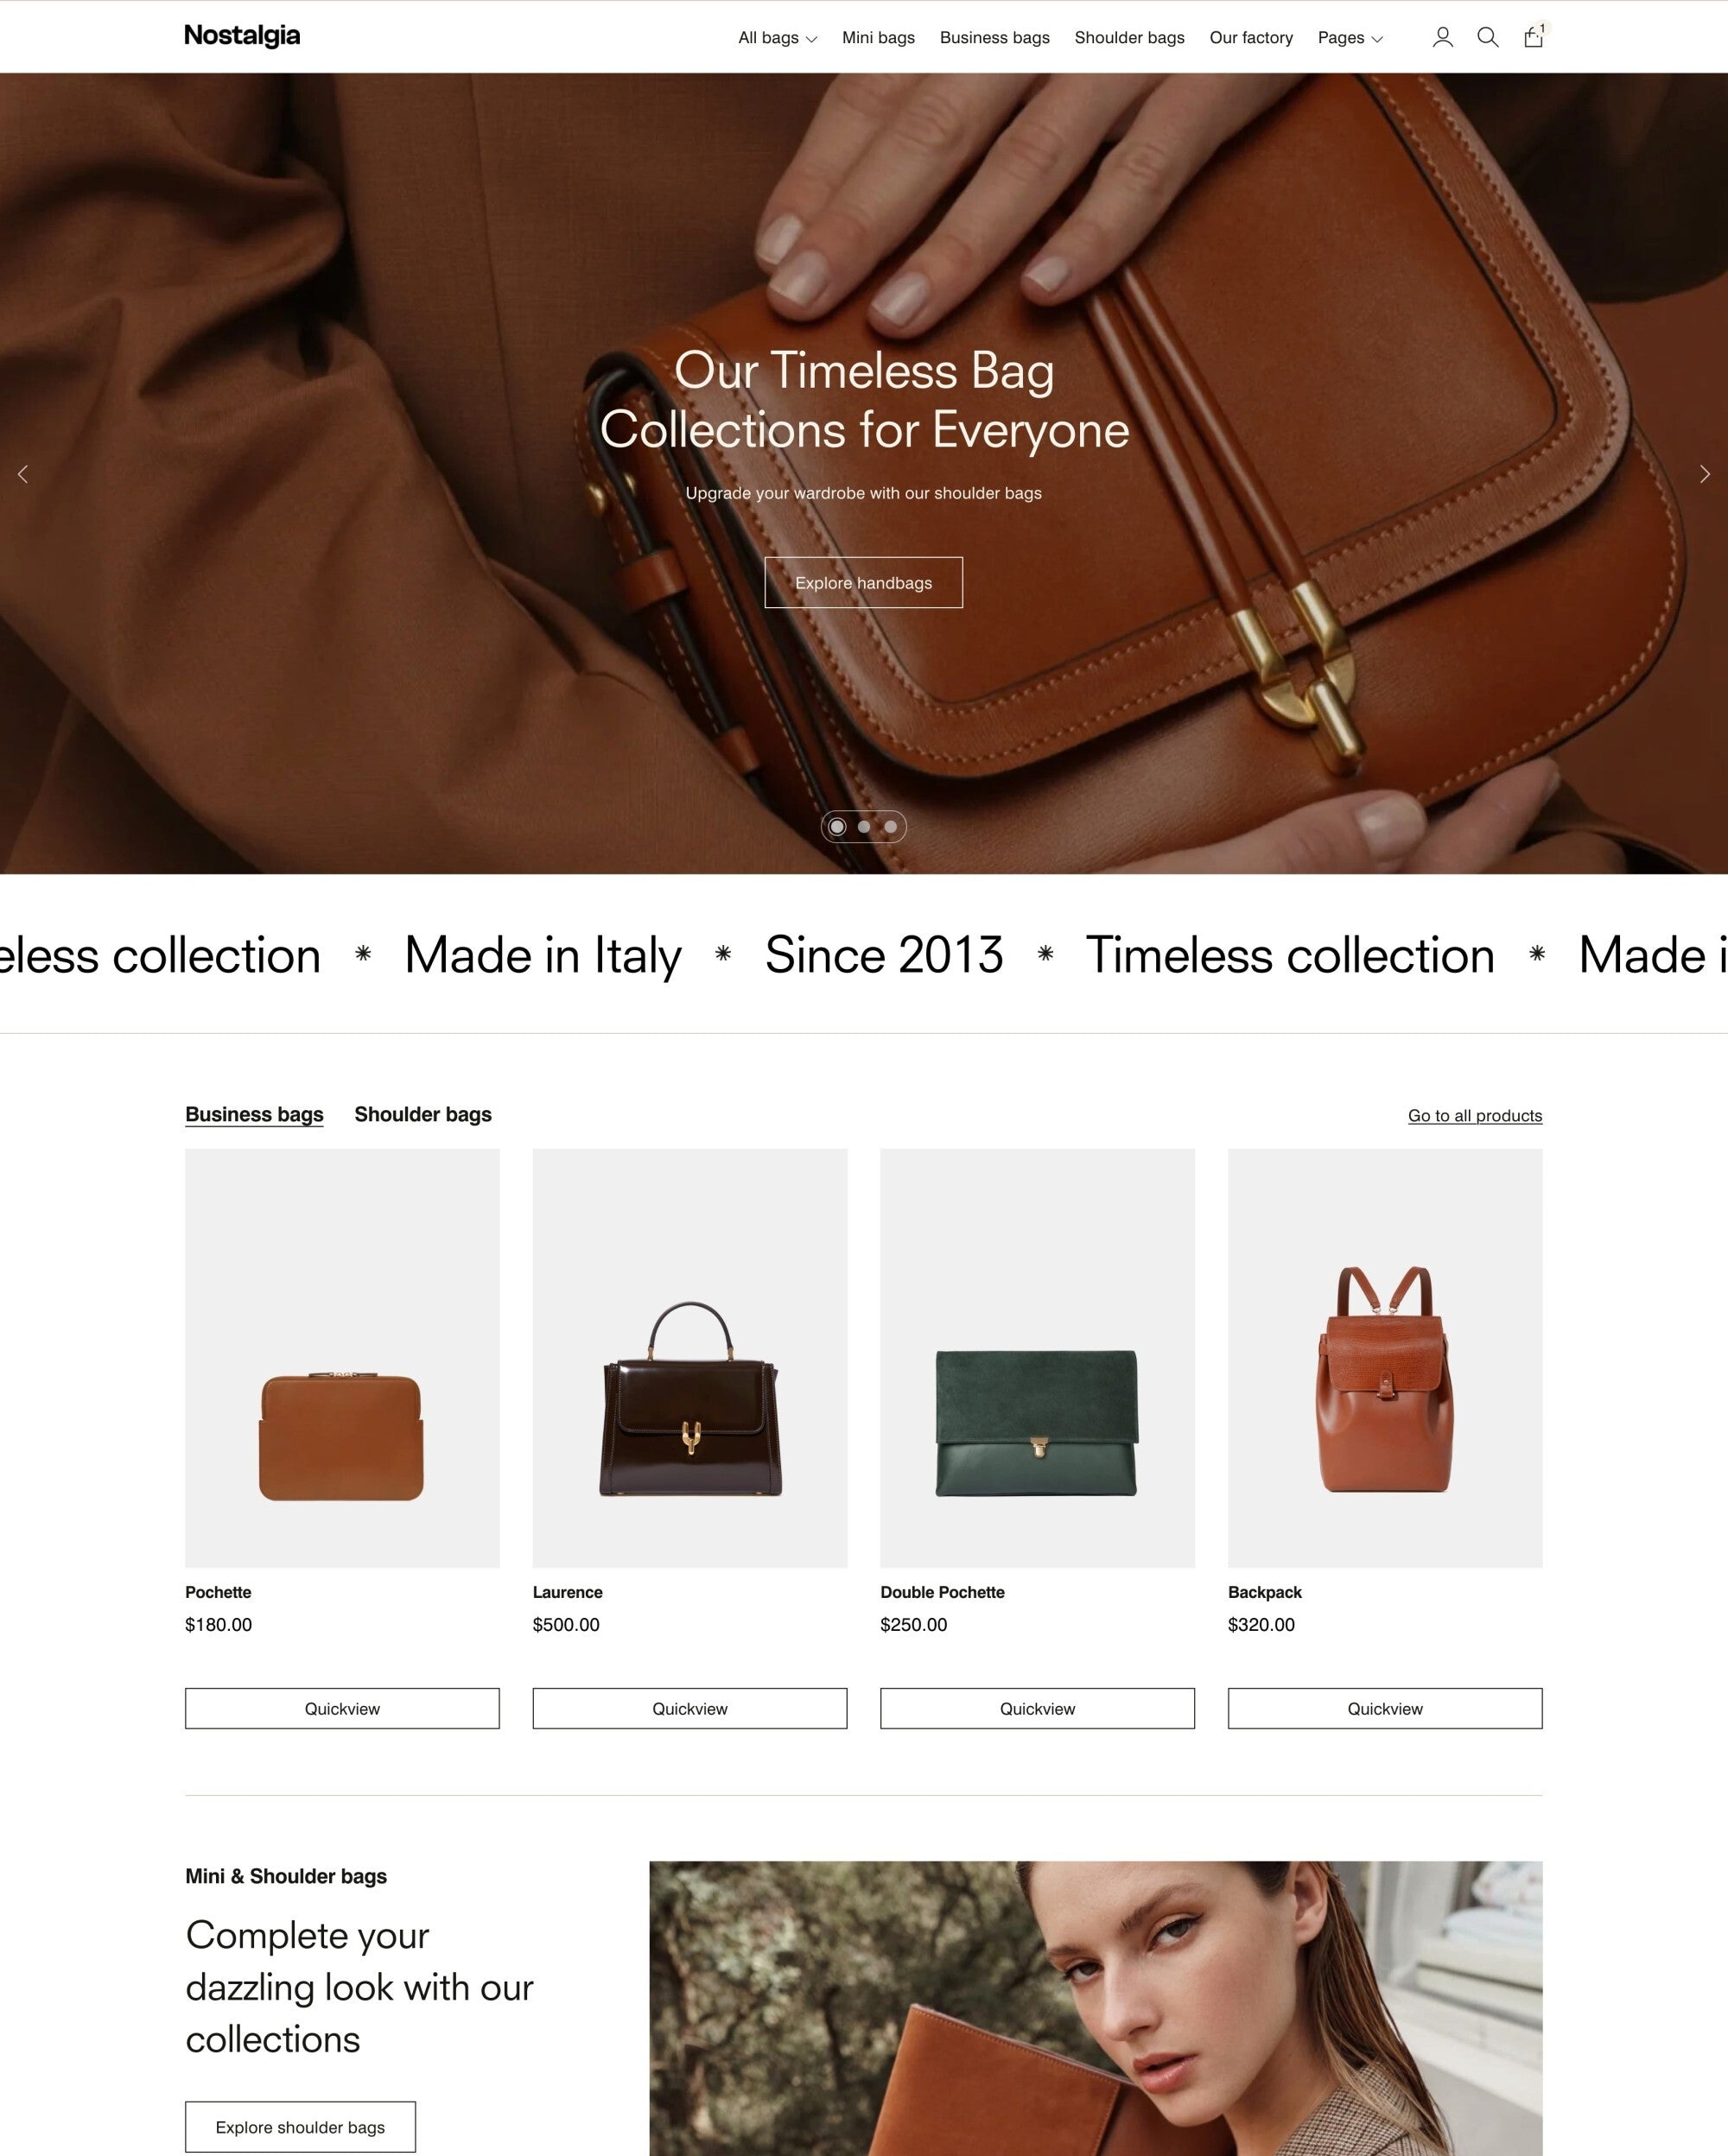 Nostalgia
All bags Mini bags Business bags Shoulder bags Our factory Pages 1
Our Timeless Bag
Collections for Everyone
Upgrade your wardrobe with our shoulder bags
Explore handbags
eless collection * Made in Italy * Since 2013 * Timeless collection * Made i
Business bags Shoulder bags Go to all products
Pochette Laurence Double Pochette Backpack
$180.00 $500.00 $250.00 $320.00
Quickview Quickview Quickview Quickview
Mini & Shoulder bags
Complete your
dazzling look with our
collections
Explore shoulder bags